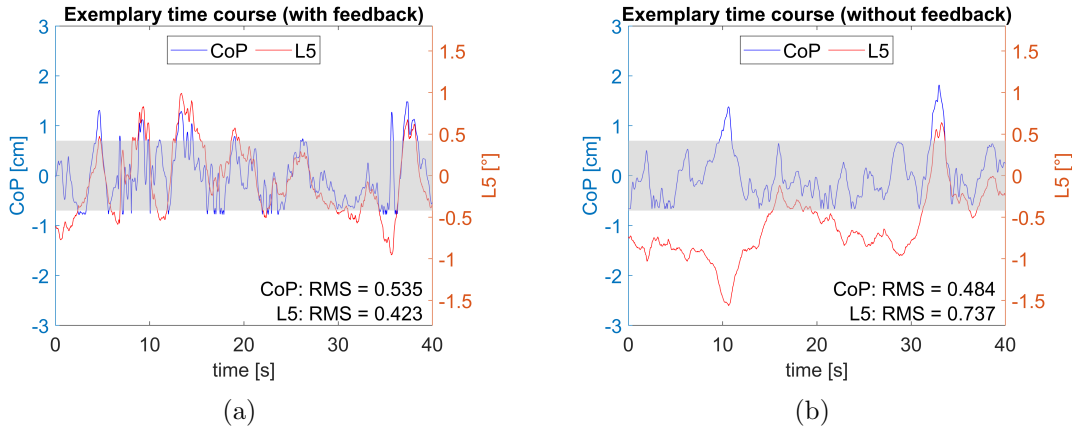 Exemplary time course (with feedback)
CoP L5
3
2
1
0
-1
-2
-3
CoP [cm]
1.5
1
0.5
0
-0.5
-1
-1.5
L5 [°]
CoP: RMS = 0.535
L5: RMS = 0.423
0 10 20 30 40
time [s]
(a)
Exemplary time course (without feedback)
CoP L5
3
2
1
0
-1
-2
-3
CoP [cm]
1.5
1
0.5
0
-0.5
-1
-1.5
L5 [°]
CoP: RMS = 0.484
L5: RMS = 0.737
0 10 20 30 40
time [s]
(b)